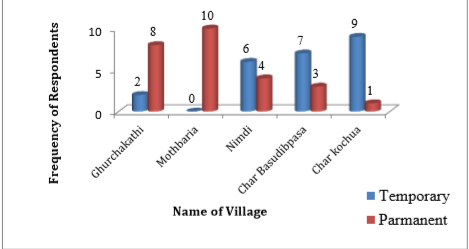 Frequency of Respondents
10
5
0
2
8
0
10
6
4
7
3
9
1
Ghurchakathi
Mothbaria
Nimdi
Char Basudibpasa
Char kochua
Name of Village
Temporary
Parmanent